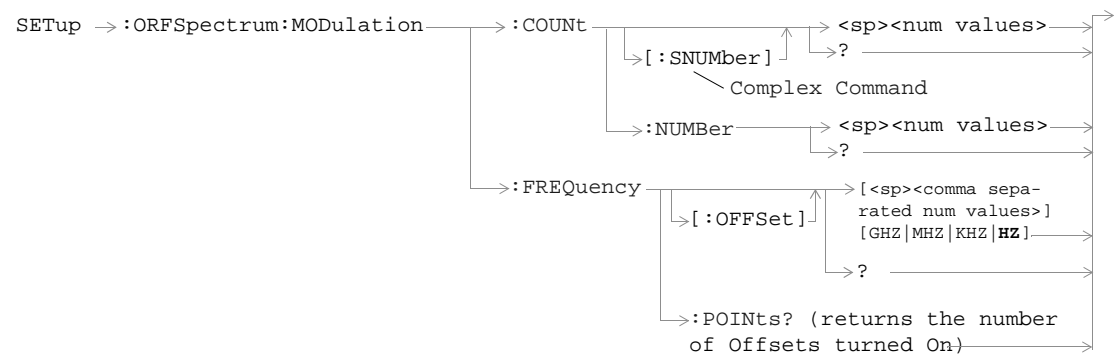 SETup :ORFSpectrum:MODulation :COUNt <sp><num values>
[:SNUMber] ?
Complex Command
:NUMBer <sp><num values>
?
:FREQuency [<sp><comma sepa-
rated num values>]
[:OFFSet] [GHZ|MHZ|KHZ|HZ]
?
:POINts? (returns the number
of Offsets turned On)